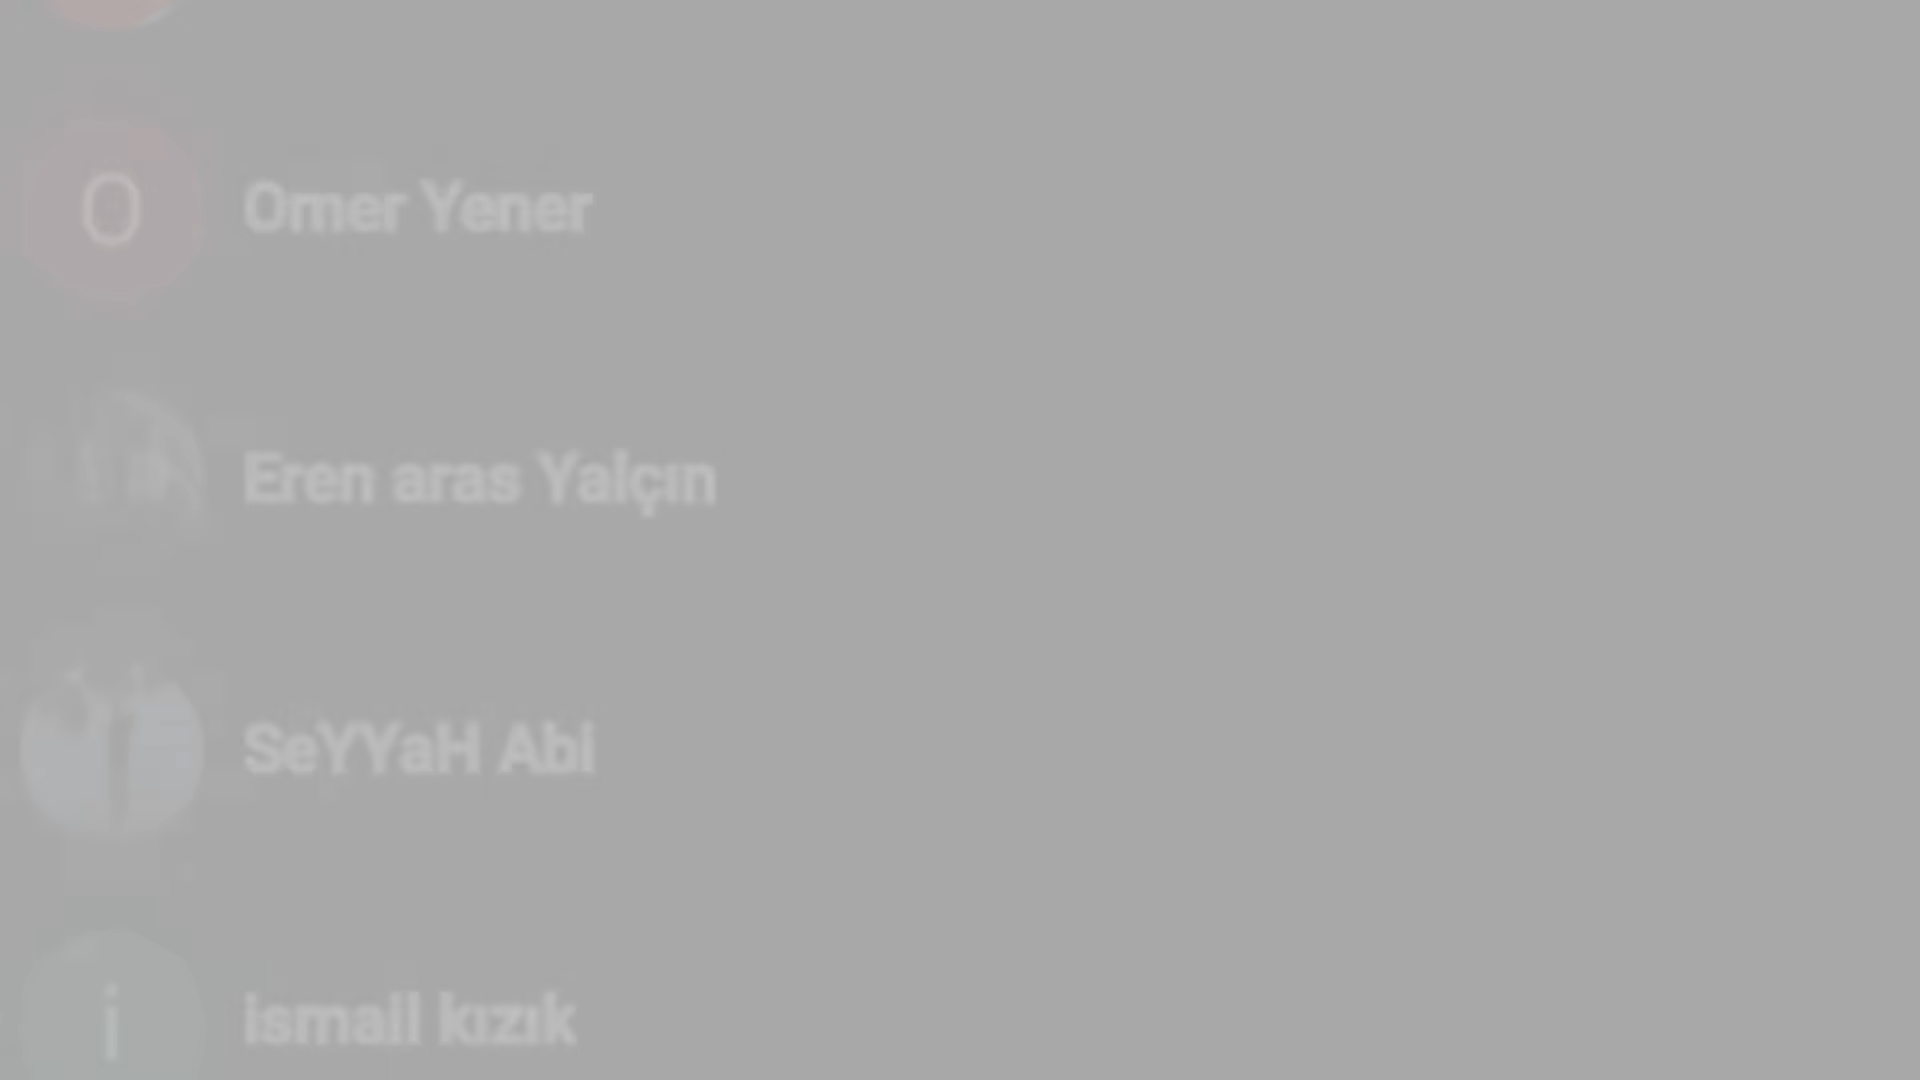 O
Omer Yener
Eren aras Yalçın
SeYYaH Abi
i
ismail kızık